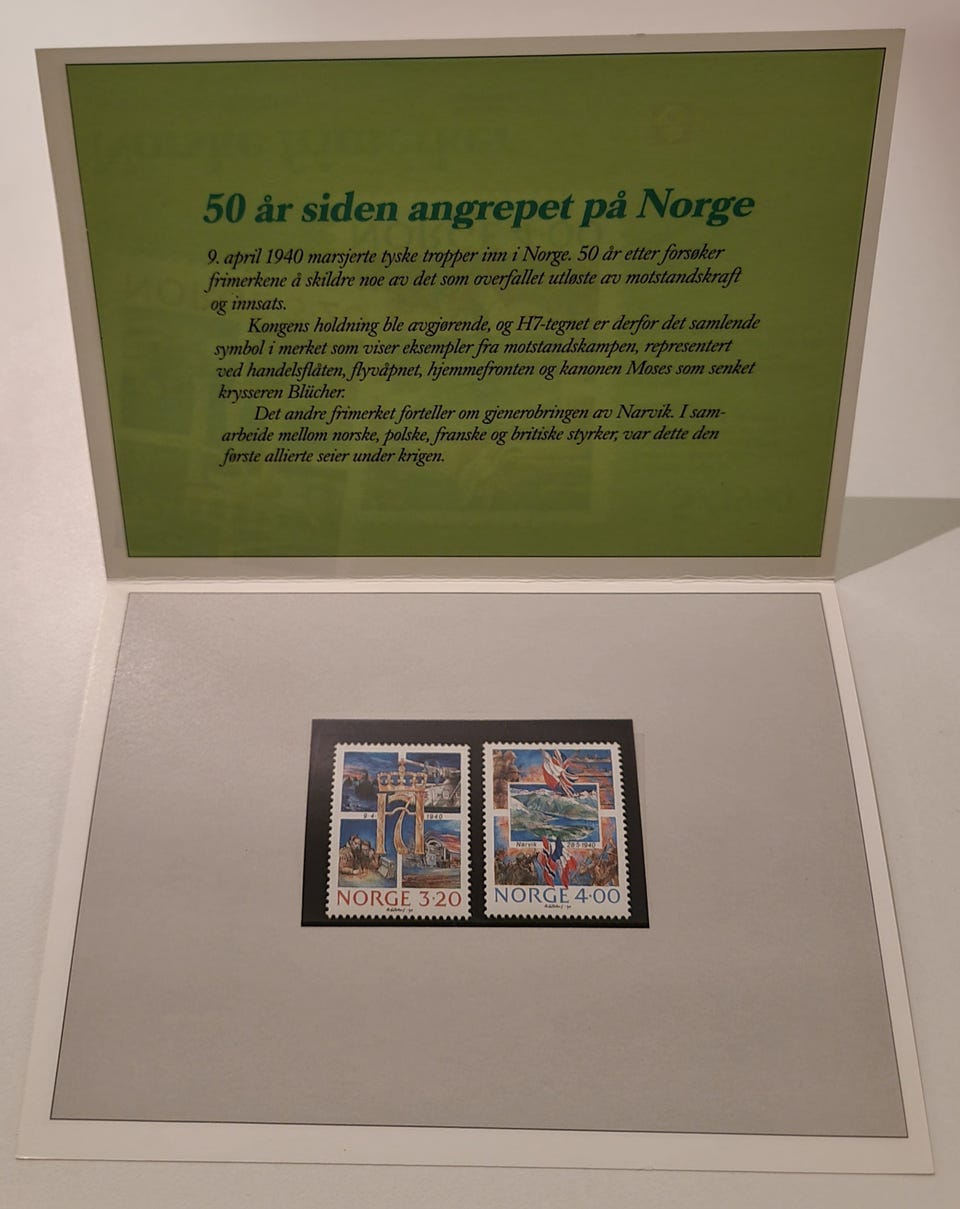 50 år siden angrepet på Norge
9. april 1940 marsjerte tyske tropper inn i Norge. 50 år etter forsøker
frimerkene å skildre noe av det som overfallet utløste av motstandskraft
og innsats.
Kongens holdning ble avgjørende, og H7-tegnet er derfor det samlende
symbol i merket som viser eksempler fra motstandskampen, representert
ved handelsflåten, flyvåpnet, hjemmefronten og kanonen Moses som senket
krysseren Blücher.
Det andre frimerket forteller om gjenerobringen av Narvik. I sam-
arbeide mellom norske, polske, franske og britiske styrker, var dette den
første allierte seier under krigen.
9·4 1940
NORGE 3·20
Narvik 28·5·1940
NORGE 4·00